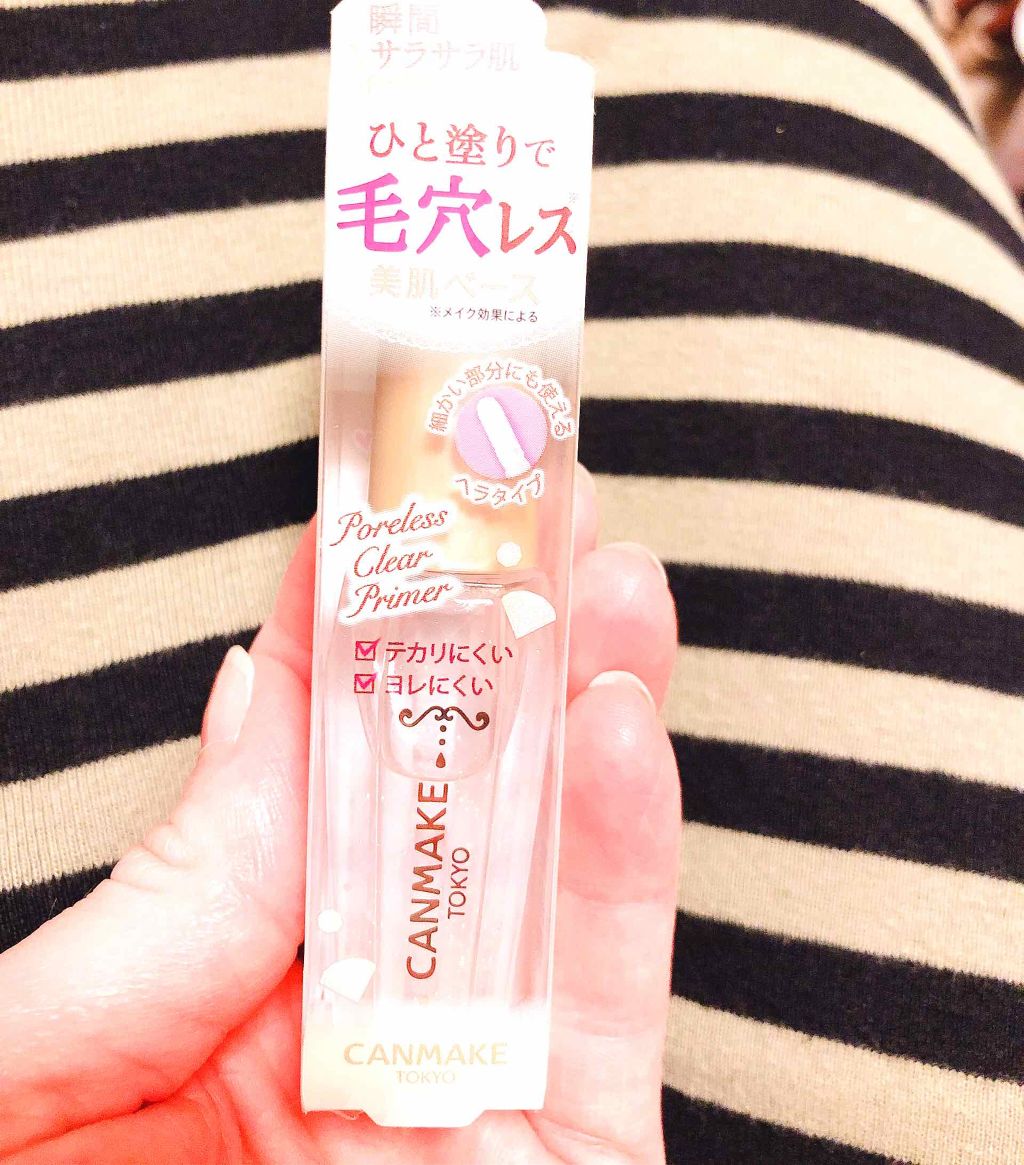 瞬間
サラサラ肌
ひと塗りで
毛穴レス※
美肌ベース
※メイク効果による
細かい部分にも使える
ヘラタイプ
Poreless
Clear
Primer
テカリにくい
ヨレにくい
CANMAKE
TOKYO
CANMAKE
TOKYO